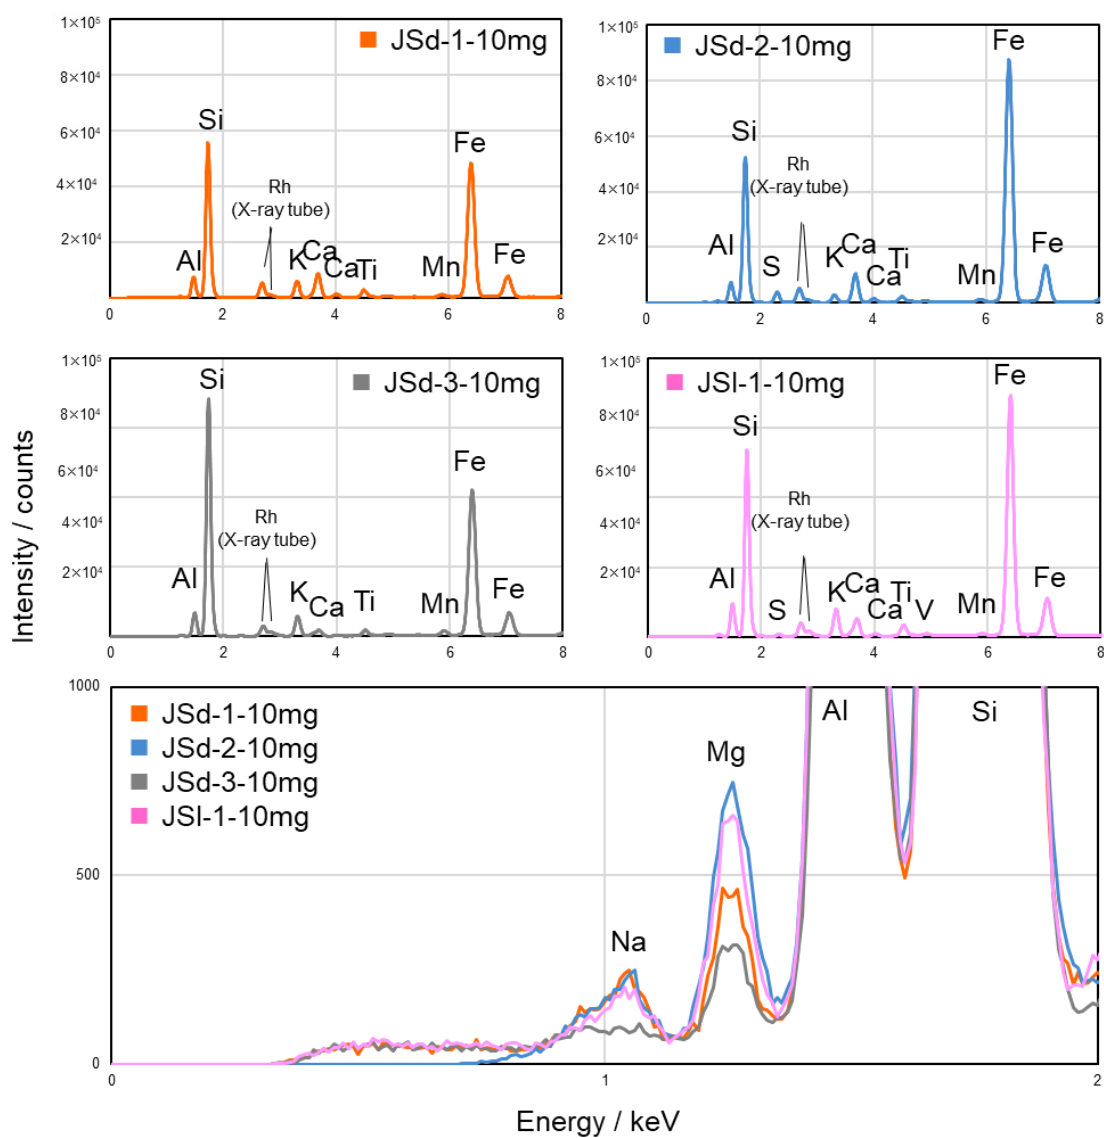 JSd-1-10mg
1×10⁵
8×10⁴
6×10⁴
4×10⁴
2×10⁴
Al
Si
Rh
(X-ray tube)
K
Ca
Ca
Ti
Mn
Fe
Fe
0 2 4 6 8
JSd-2-10mg
1×10⁵
8×10⁴
6×10⁴
4×10⁴
2×10⁴
Al
Si
S
Rh
(X-ray tube)
K
Ca
Ca
Ti
Mn
Fe
Fe
0 2 4 6 8
Intensity / counts
JSd-3-10mg
1×10⁵
8×10⁴
6×10⁴
4×10⁴
2×10⁴
Al
Si
Rh
(X-ray tube)
K
Ca
Ti
Mn
Fe
Fe
0 2 4 6 8
JSl-1-10mg
1×10⁵
8×10⁴
6×10⁴
4×10⁴
2×10⁴
Al
Si
S
Rh
(X-ray tube)
K
Ca
Ca
Ti
V
Mn
Fe
Fe
0 2 4 6 8
1000
500
0
JSd-1-10mg
JSd-2-10mg
JSd-3-10mg
JSl-1-10mg
Na
Mg
Al
Si
0 1 2
Energy / keV